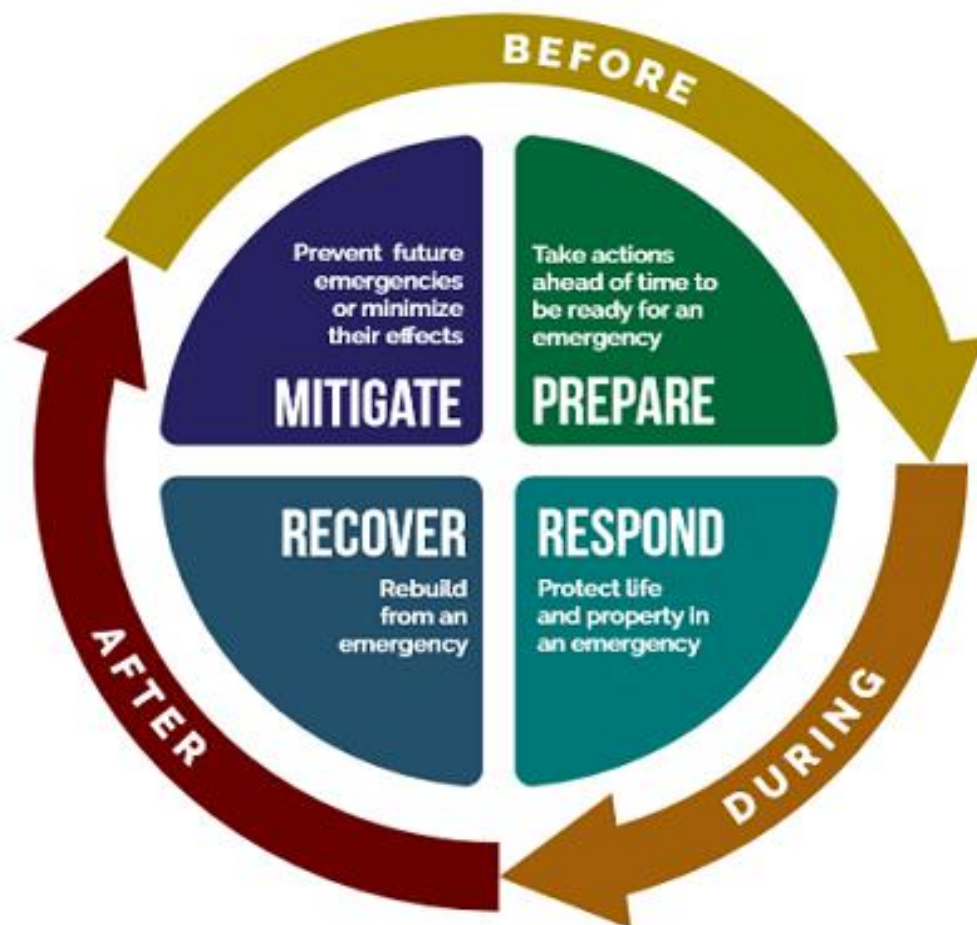 BEFORE
Prevent future
emergencies
or minimize
their effects
MITIGATE
Take actions
ahead of time to
be ready for an
emergency
PREPARE
RECOVER
Rebuild
from an
emergency
RESPOND
Protect life
and property in
an emergency
AFTER
DURING